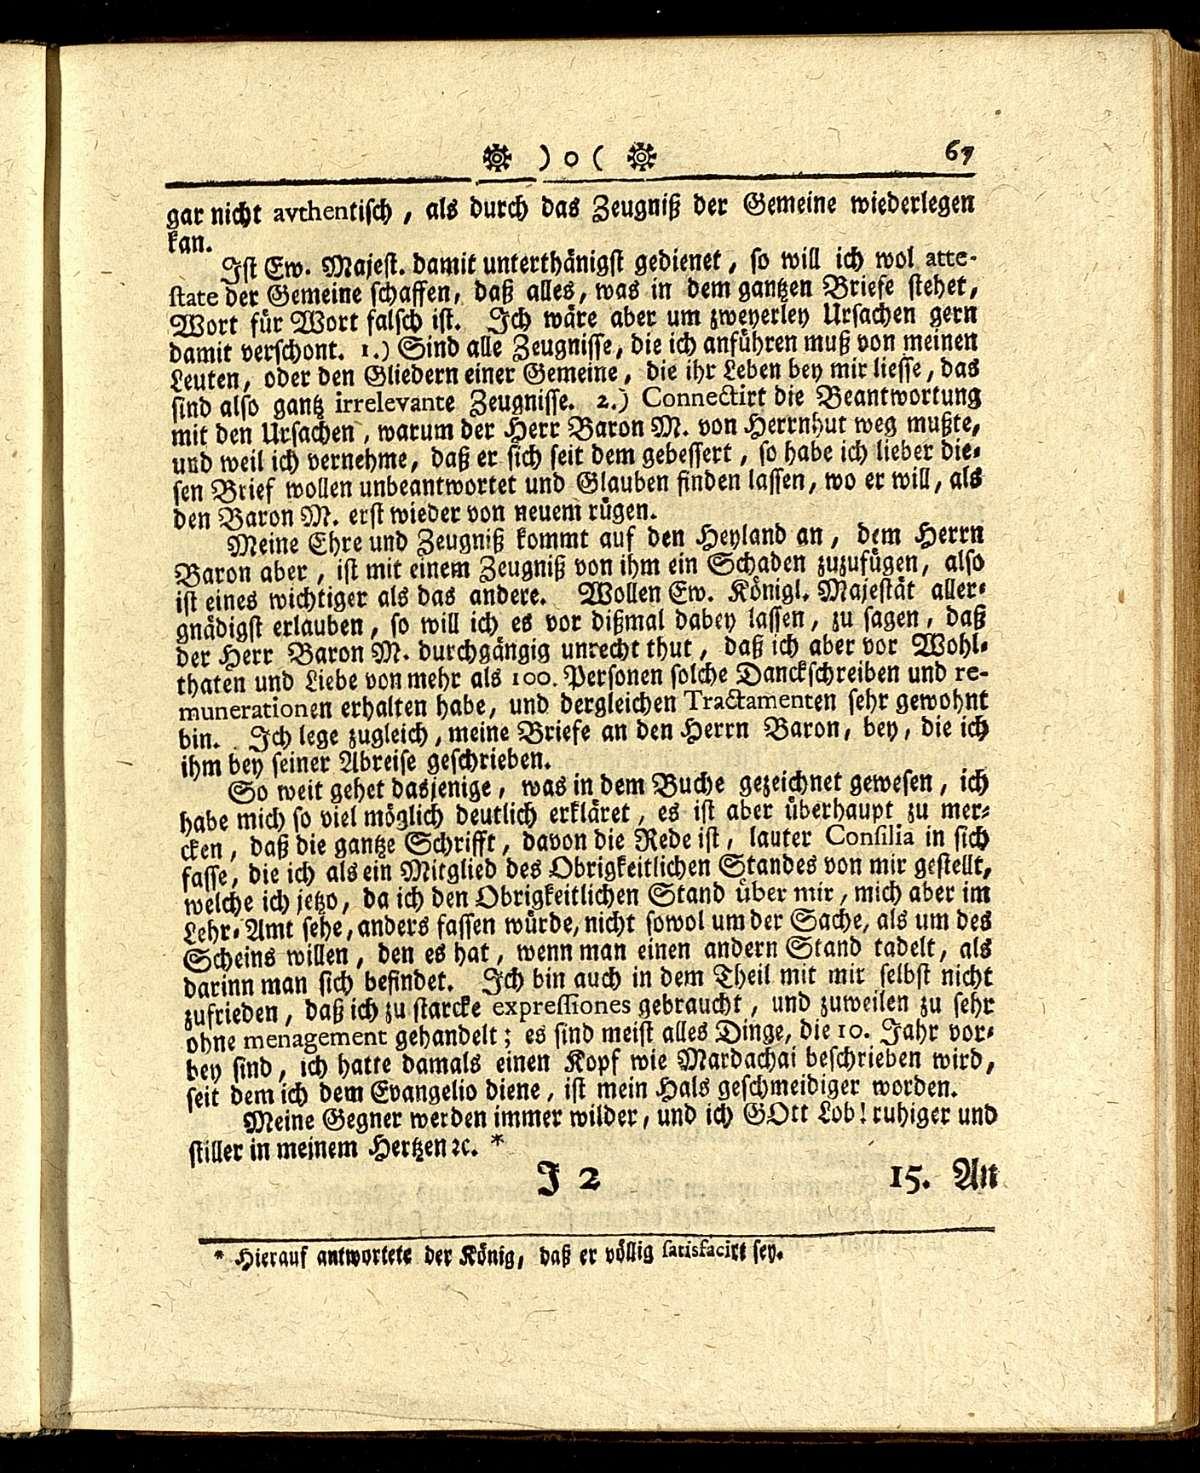 ) o ( 67
gar nicht avthentisch, als durch das Zeugniß der Gemeine wiederlegen
kan.
Ist Ew. Majest. damit unterthänigst gedienet, so will ich wol atte-
state der Gemeine schaffen, daß alles, was in dem gantzen Briefe stehet,
Wort für Wort falsch ist. Ich wäre aber um zweyerley Ursachen gern
damit verschont. 1.) Sind alle Zeugnisse, die ich anführen muß von meinen
Leuten, oder den Gliedern einer Gemeine, die ihr Leben bey mir liesse, das
sind also gantz irrelevante Zeugnisse. 2.) Connectirt die Beantwortung
mit den Ursachen, warum der Herr Baron M. von Herrnhut weg mußte,
und weil ich vernehme, daß er sich seit dem gebessert, so habe ich lieber die-
sen Brief wollen unbeantwortet und Glauben finden lassen, wo er will, als
den Baron M. erst wieder von neuem rügen.
Meine Ehre und Zeugniß kommt auf den Heyland an, dem Herrn
Baron aber, ist mit einem Zeugniß von ihm ein Schaden zuzufügen, also
ist eines wichtiger als das andere. Wollen Ew. Königl. Majestät aller-
gnädigst erlauben, so will ich es vor dißmal dabey lassen, zu sagen, daß
der Herr Baron M. durchgängig unrecht thut, daß ich aber vor Wohl-
thaten und Liebe von mehr als 100. Personen solche Danckschreiben und re-
munerationen erhalten habe, und dergleichen Tractamenten sehr gewohnt
bin. Ich lege zugleich, meine Briefe an den Herrn Baron, bey, die ich
ihm bey seiner Abreise geschrieben.
So weit gehet dasjenige, was in dem Buche gezeichnet gewesen, ich
habe mich so viel möglich deutlich erkläret, es ist aber überhaupt zu mer-
cken, daß die gantze Schrifft, davon die Rede ist, lauter Consilia in sich
fasse, die ich als ein Mitglied des Obrigkeitlichen Standes von mir gestellt,
welche ich jetzo, da ich den Obrigkeitlichen Stand über mir, mich aber im
Lehr-Amt sehe, anders fassen würde, nicht sowol um der Sache, als um des
Scheins willen, den es hat, wenn man einen andern Stand tadelt, als
darinn man sich befindet. Ich bin auch in dem Theil mit mir selbst nicht
zufrieden, daß ich zu starcke expressiones gebraucht, und zuweilen zu sehr
ohne menagement gehandelt; es sind meist alles Dinge, die 10. Jahr vor-
bey sind, ich hatte damals einen Kopf wie Mardachai beschrieben wird,
seit dem ich dem Evangelio diene, ist mein Hals geschmeidiger worden.
Meine Gegner werden immer wilder, und ich GOtt Lob! ruhiger und
stiller in meinem Hertzen ꝛc. *
J 2 15. An
* Hierauf antwortete der König, daß er völlig satisfacirt sey.